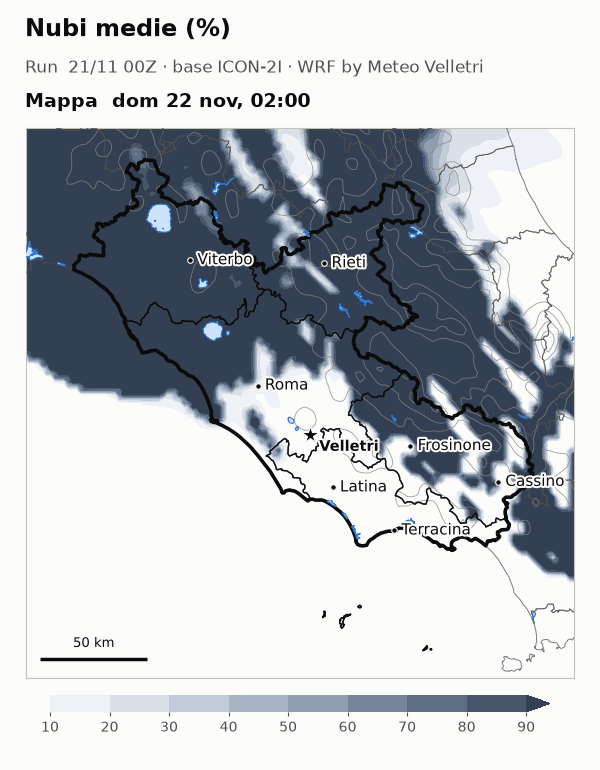 Nubi medie (%)
Run 21/11 00Z · base ICON-2I · WRF by Meteo Velletri
Mappa dom 22 nov, 02:00
Viterbo
Rieti
Roma
Velletri
Frosinone
Cassino
Latina
Terracina
50 km
10 20 30 40 50 60 70 80 90